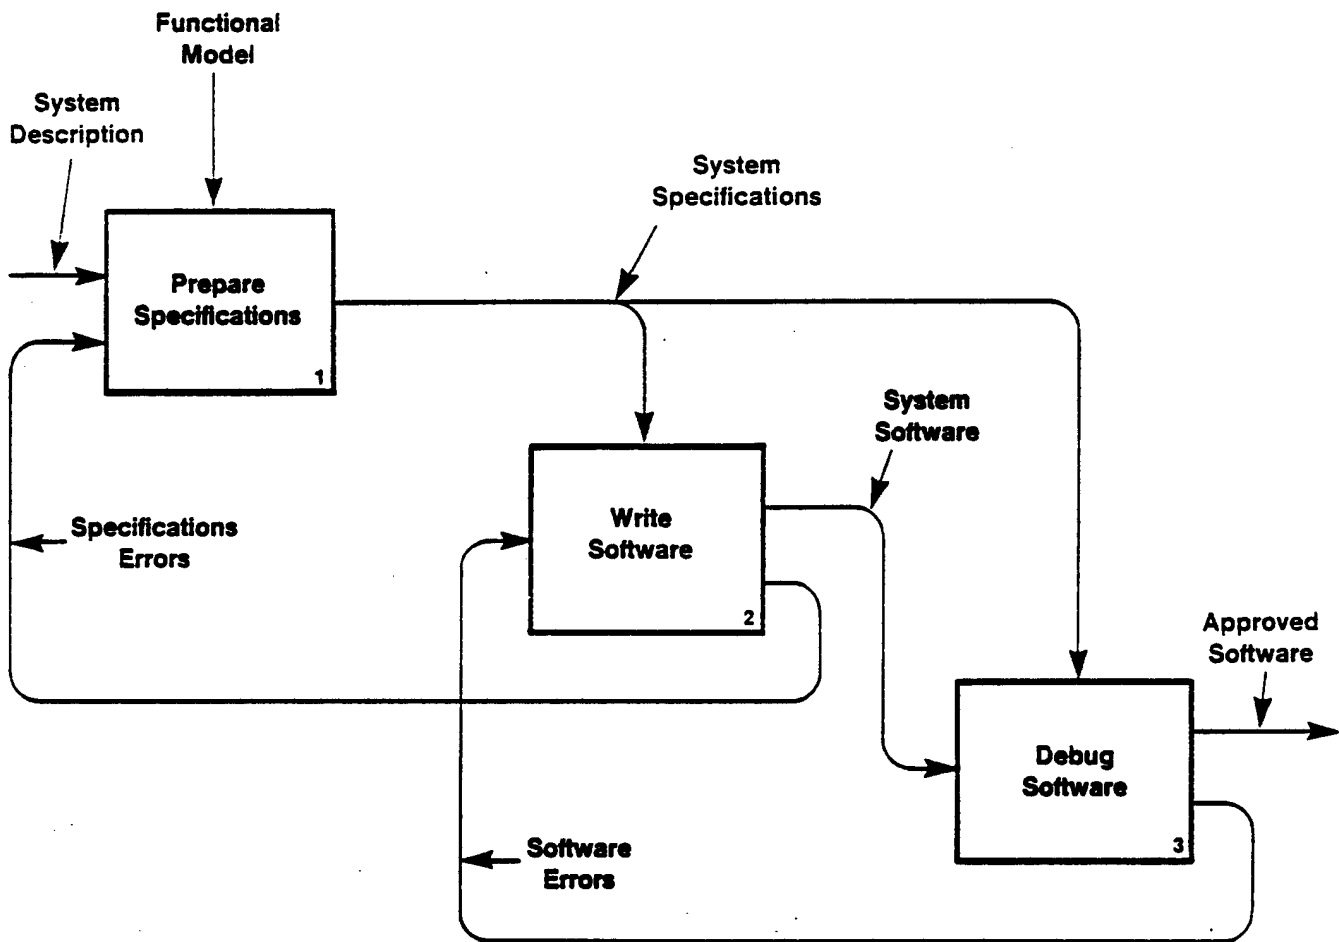 Functional
Model
System
Description
System
Specifications
Prepare
Specifications
1
System
Software
Write
Software
2
Specifications
Errors
Approved
Software
Debug
Software
3
Software
Errors